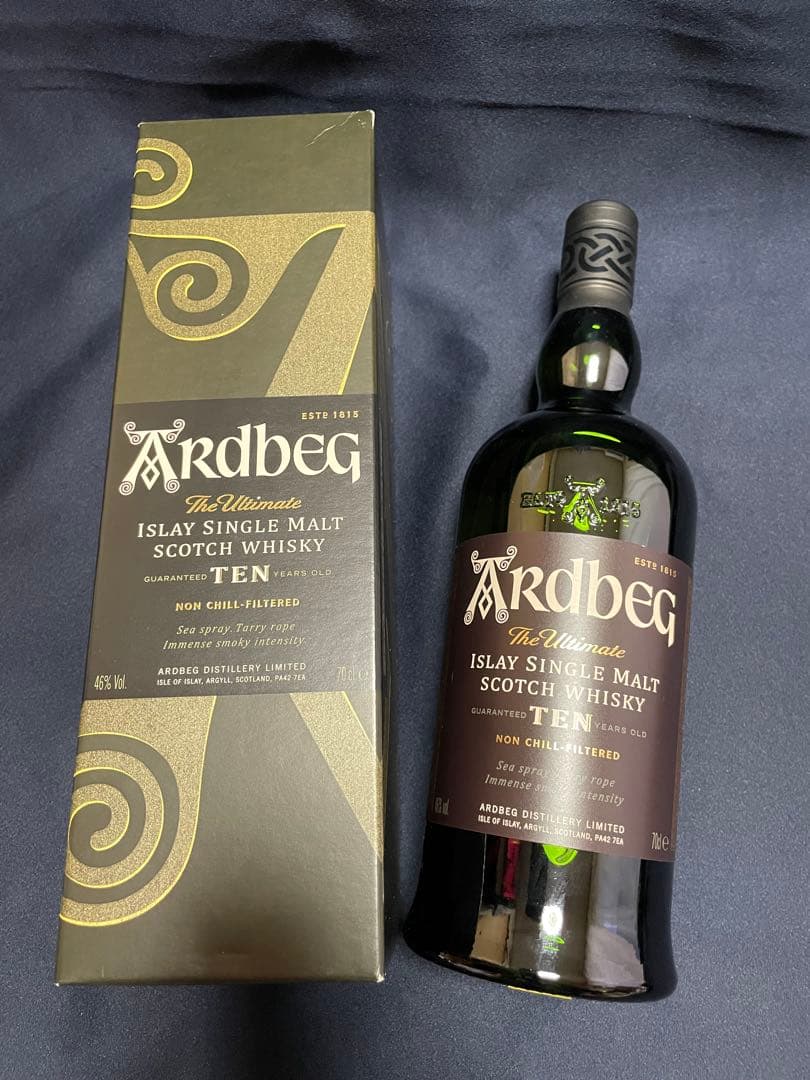 ESTD 1815
ARDBEG
The Ultimate
ISLAY SINGLE MALT
SCOTCH WHISKY
GUARANTEED TEN YEARS OLD
NON CHILL-FILTERED
Sea spray. Tarry rope
Immense smoky intensity.
46% Vol.
ARDBEG DISTILLERY LIMITED
ISLE OF ISLAY, ARGYLL, SCOTLAND, PA42 7EA
70cl e
ESTD 1815
ESTD 1815
ARDBEG
The Ultimate
ISLAY SINGLE MALT
SCOTCH WHISKY
GUARANTEED TEN YEARS OLD
NON CHILL-FILTERED
Sea rope
Immense intensity
ARDBEG DISTILLERY LIMITED
ISLE OF ISLAY, ARGYLL, SCOTLAND, PA42 7EA
70cl e